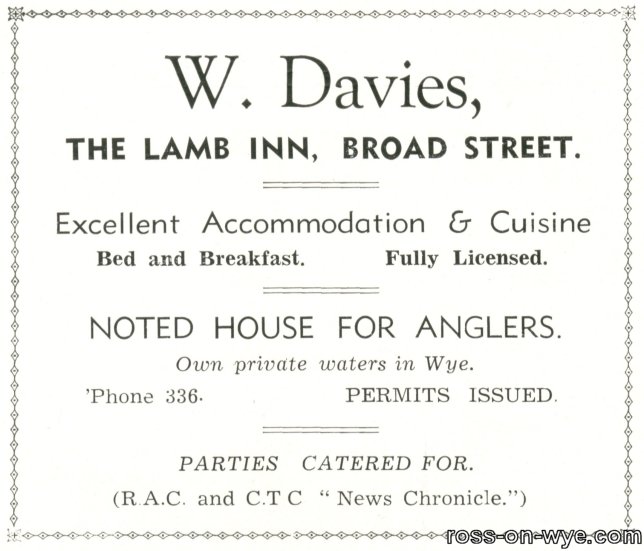 W. Davies,
THE LAMB INN, BROAD STREET.
Excellent Accommodation & Cuisine
Bed and Breakfast. Fully Licensed.
NOTED HOUSE FOR ANGLERS.
Own private waters in Wye.
'Phone 336. PERMITS ISSUED.
PARTIES CATERED FOR.
(R.A.C. and C.T C " News Chronicle.")
ross-on-wye.com